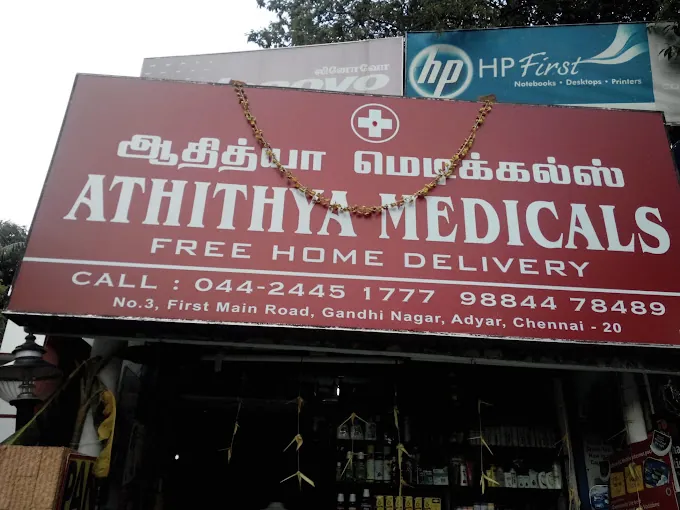 லினோவோ
hp HP First
Notebooks • Desktops • Printers
ஆதித்யா மெடிக்கல்ஸ்
ATHITHYA MEDICALS
FREE HOME DELIVERY
CALL : 044-2445 1777 98844 78489
No.3, First Main Road, Gandhi Nagar, Adyar, Chennai - 20